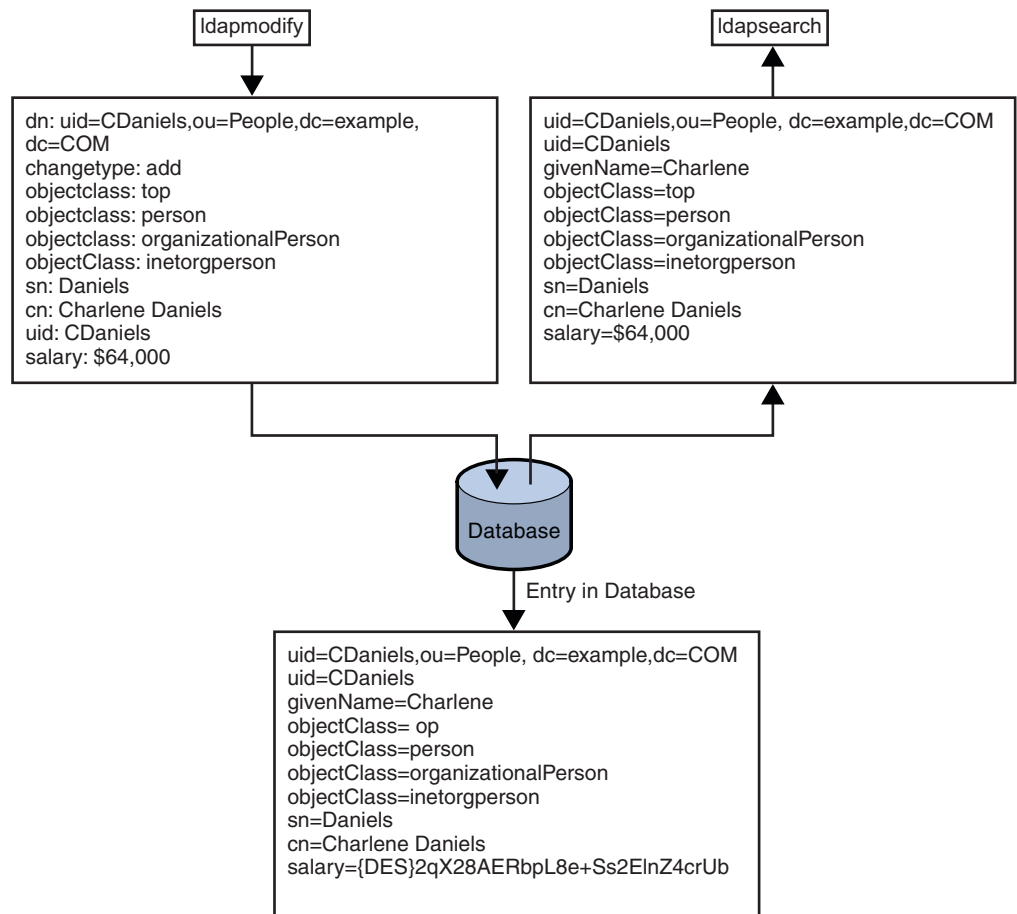 ldapmodify
dn: uid=CDaniels,ou=People,dc=example,
dc=COM
changetype: add
objectclass: top
objectclass: person
objectclass: organizationalPerson
objectClass: inetorgperson
sn: Daniels
cn: Charlene Daniels
uid: CDaniels
salary: $64,000
ldapsearch
uid=CDaniels,ou=People, dc=example,dc=COM
uid=CDaniels
givenName=Charlene
objectClass=top
objectClass=person
objectClass=organizationalPerson
objectClass=inetorgperson
sn=Daniels
cn=Charlene Daniels
salary=$64,000
Database
Entry in Database
uid=CDaniels,ou=People, dc=example,dc=COM
uid=CDaniels
givenName=Charlene
objectClass= op
objectClass=person
objectClass=organizationalPerson
objectClass=inetorgperson
sn=Daniels
cn=Charlene Daniels
salary={DES}2qX28AERbpL8e+Ss2ElnZ4crUb